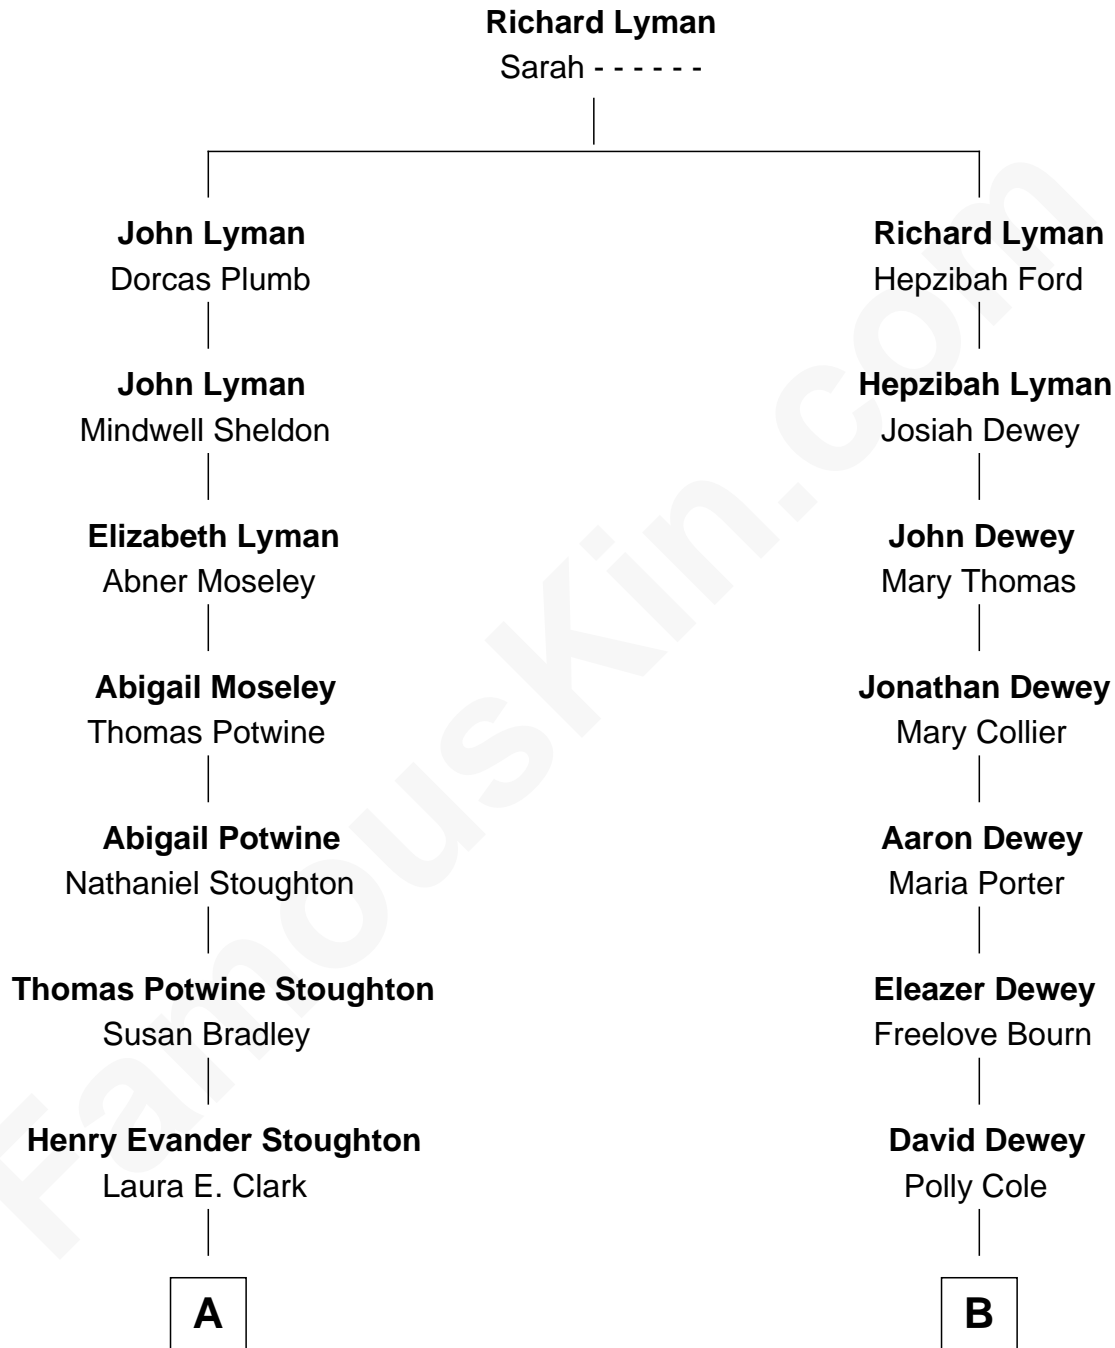 Richard Lyman
Sarah - - - - - -
John Lyman
Dorcas Plumb
Richard Lyman
Hepzibah Ford
John Lyman
Mindwell Sheldon
Hepzibah Lyman
Josiah Dewey
Elizabeth Lyman
Abner Moseley
John Dewey
Mary Thomas
Abigail Moseley
Thomas Potwine
Jonathan Dewey
Mary Collier
Abigail Potwine
Nathaniel Stoughton
Aaron Dewey
Maria Porter
Thomas Potwine Stoughton
Susan Bradley
Eleazer Dewey
Freelove Bourn
Henry Evander Stoughton
Laura E. Clark
David Dewey
Polly Cole
A
B
FamousKin.com